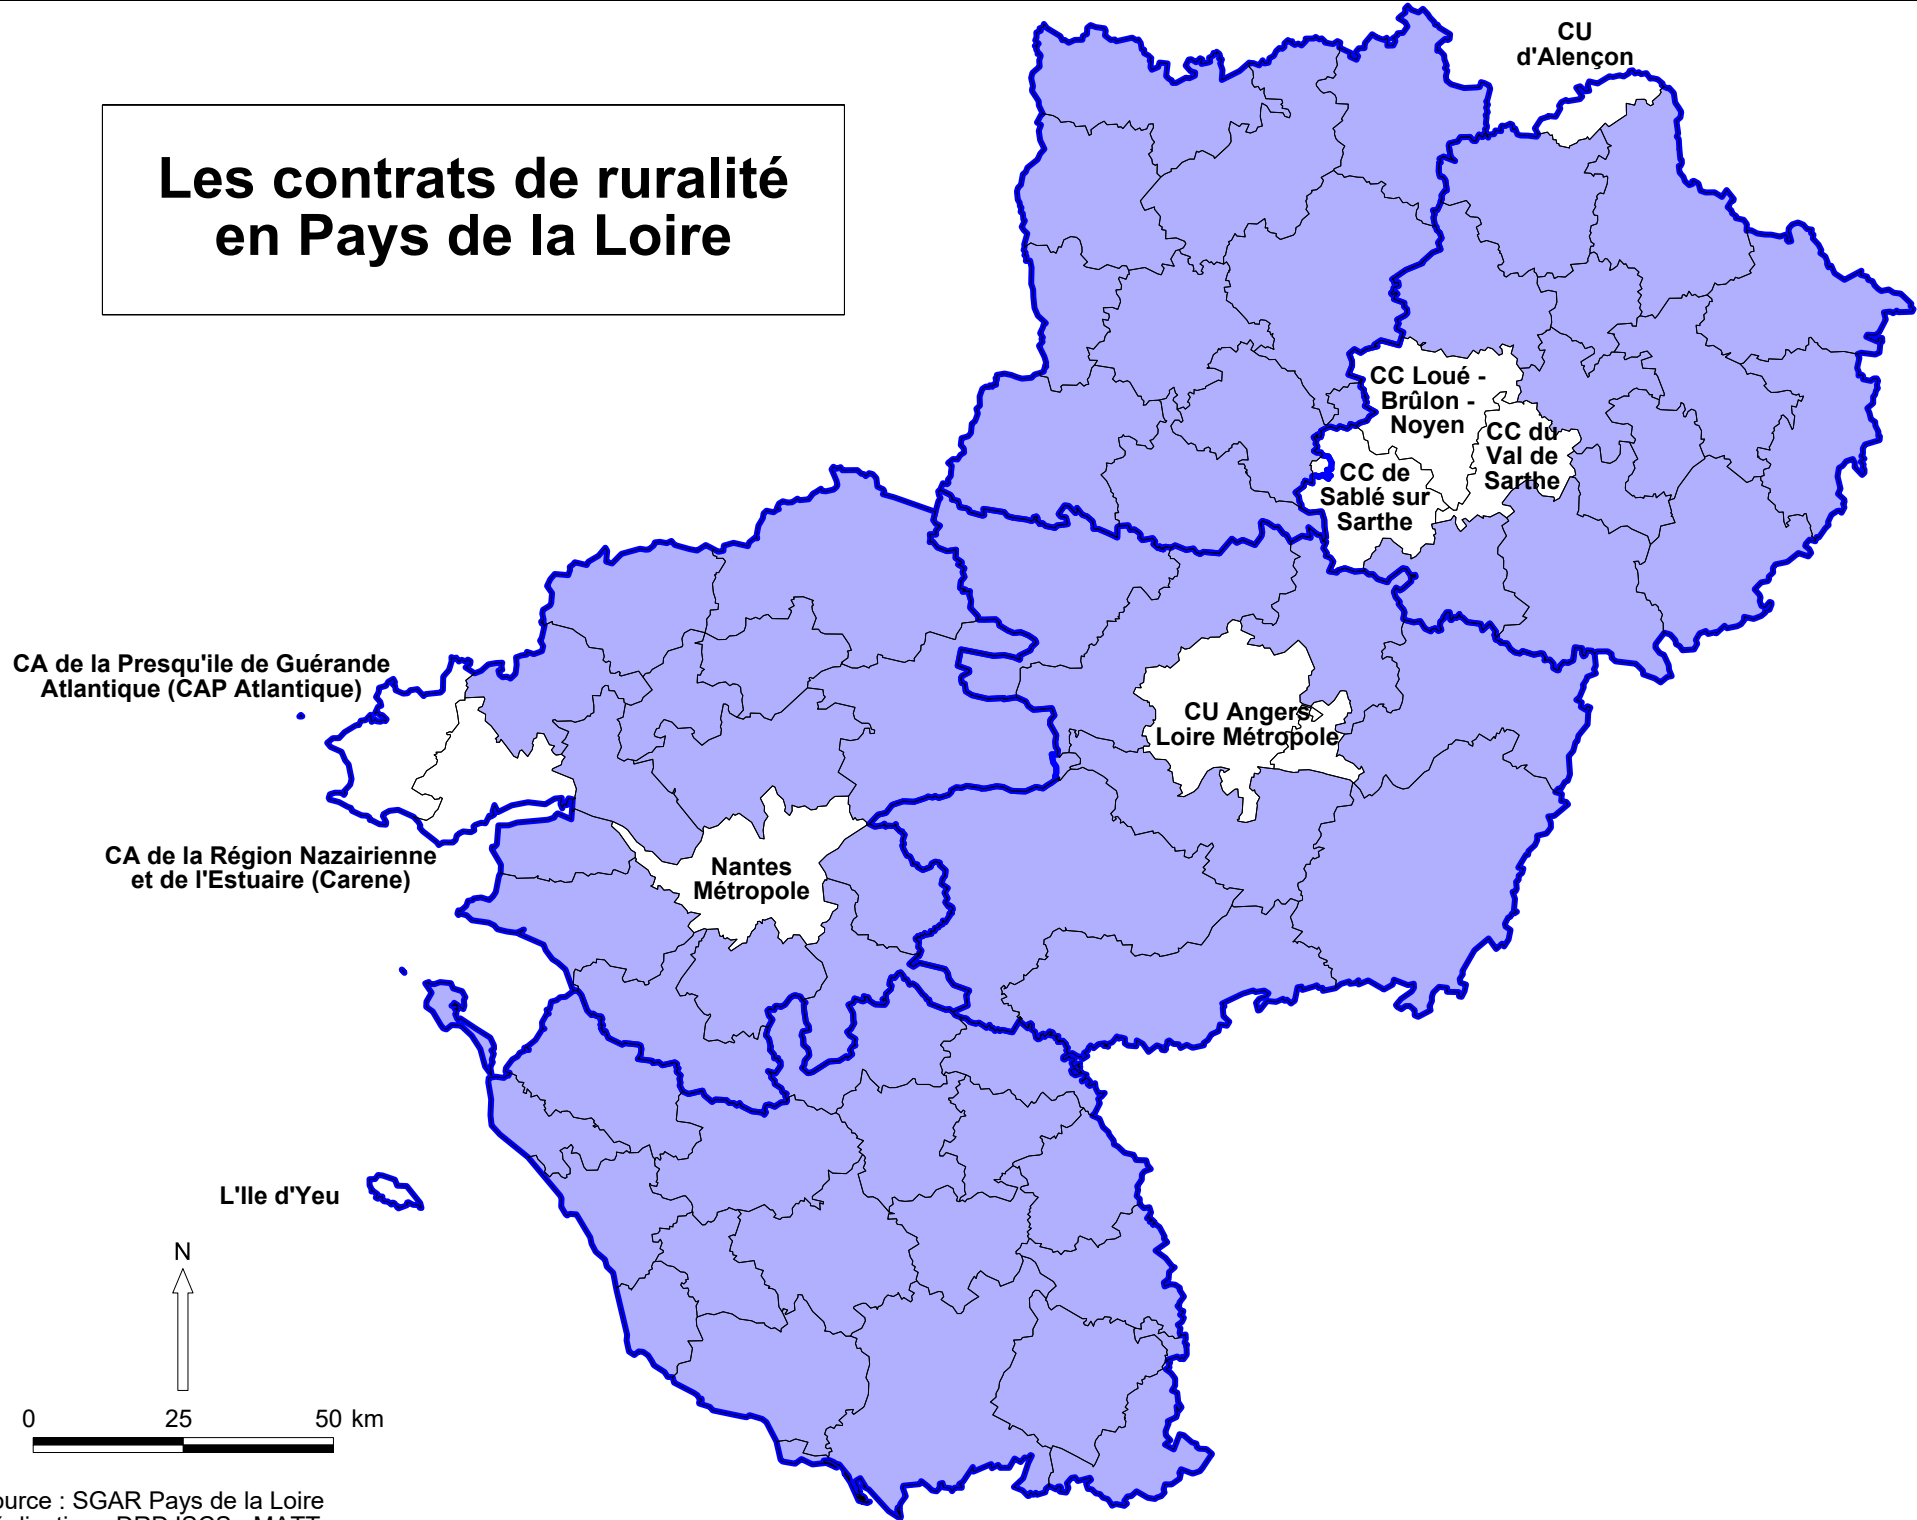 CU
d'Alençon
Les contrats de ruralité
en Pays de la Loire
CC Loué -
Brûlon -
Noyen
CC du
Val de
Sarthe
CC de
Sablé sur
Sarthe
CA de la Presqu'ile de Guérande
Atlantique (CAP Atlantique)
CU Angers
Loire Métropole
CA de la Région Nazairienne
et de l'Estuaire (Carene)
Nantes
Métropole
L'Ile d'Yeu
N
0 25 50 km
ource : SGAR Pays de la Loire